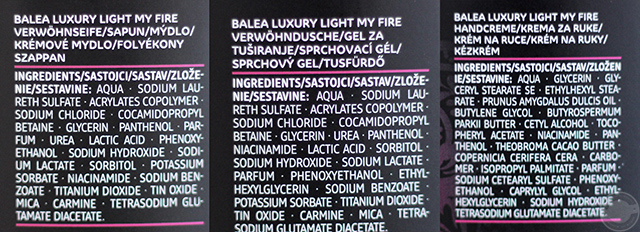 BALEA LUXURY LIGHT MY FIRE
VERWÖHNSEIFE/SAPUN/MÝDLO/
KRÉMOVÉ MYDLO/FOLYÉKONY
SZAPPAN
INGREDIENTS/SASTOJCI/SASTAV/ZLOŽE-
NIE/SESTAVINE: AQUA · SODIUM LAU-
RETH SULFATE · ACRYLATES COPOLYMER ·
SODIUM CHLORIDE · COCAMIDOPROPYL
BETAINE · GLYCERIN · PANTHENOL · PAR-
FUM · UREA · LACTIC ACID · PHENOXY-
ETHANOL · SODIUM HYDROXIDE · SODI-
UM LACTATE · SORBITOL · POTASSIUM
SORBATE · NIACINAMIDE · SODIUM BEN-
ZOATE · TITANIUM DIOXIDE · TIN OXIDE ·
MICA · CARMINE · TETRASODIUM GLU-
TAMATE DIACETATE.
BALEA LUXURY LIGHT MY FIRE
VERWÖHNDUSCHE/GEL ZA
TUŠIRANJE/SPRCHOVACÍ GÉL/
SPRCHOVÝ GEL/TUSFÜRDŐ
INGREDIENTS/SASTOJCI/SASTAV/ZLOŽE-
NIE/SESTAVINE: AQUA · SODIUM LAU-
RETH SULFATE · ACRYLATES COPOLYMER ·
SODIUM CHLORIDE · COCAMIDOPROPYL
BETAINE · GLYCERIN · UREA · PANTHENOL ·
NIACINAMIDE · LACTIC ACID · SORBITOL ·
SODIUM HYDROXIDE · SODIUM LACTATE ·
PARFUM · PHENOXYETHANOL · ETHYL-
HEXYLGLYCERIN · SODIUM BENZOATE ·
POTASSIUM SORBATE · TITANIUM DIOXIDE ·
TIN OXIDE · CARMINE · MICA · TETRA-
SODIUM GLUTAMATE DIACETATE.
BALEA LUXURY LIGHT MY FIRE
HANDCREME/KREMA ZA RUKE/
KRÉM NA RUCE/KRÉM NA RUKY/
KÉZKRÉM
INGREDIENTS/SASTOJCI/SASTAV/ZLOŽEN
IE/SESTAVINE: AQUA · GLYCERIN · GLY-
CERYL STEARATE SE · ETHYLHEXYL STEA-
RATE · PRUNUS AMYGDALUS DULCIS OIL ·
BUTYLENE GLYCOL · BUTYROSPERMUM
PARKII BUTTER · CETYL ALCOHOL · TOCO-
PHERYL ACETATE · NIACINAMIDE · PAN-
THENOL · THEOBROMA CACAO BUTTER ·
COPERNICIA CERIFERA CERA · CARBO-
MER · ISOPROPYL PALMITATE · PARFUM ·
SODIUM CETEARYL SULFATE · PHENOXY-
ETHANOL · CAPRYLYL GLYCOL · ETHYL-
HEXYLGLYCERIN · SODIUM HYDROXIDE ·
TETRASODIUM GLUTAMATE DIACETATE.